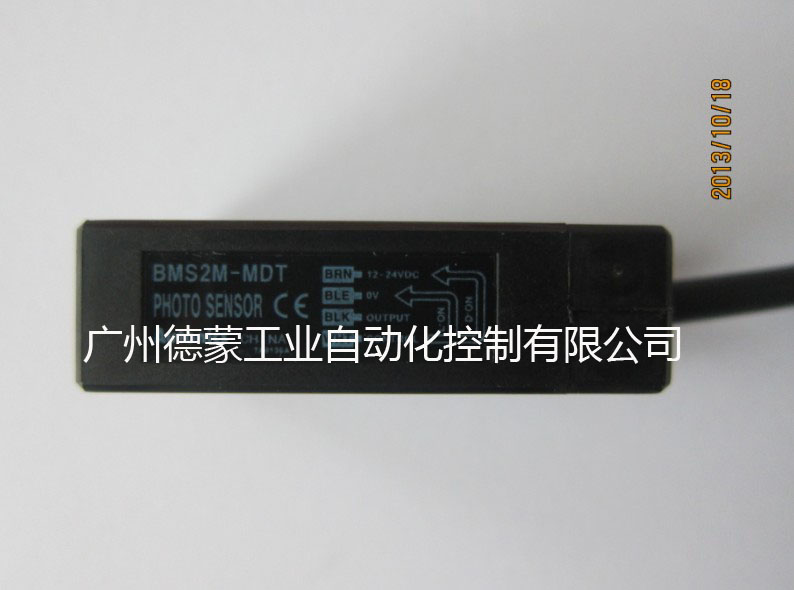 2013/10/18
BMS2M-MDT
PHOTO SENSOR CE
BRN 12-24VDC
BLE 0V
BLK OUTPUT
广州德蒙工业自动化控制有限公司